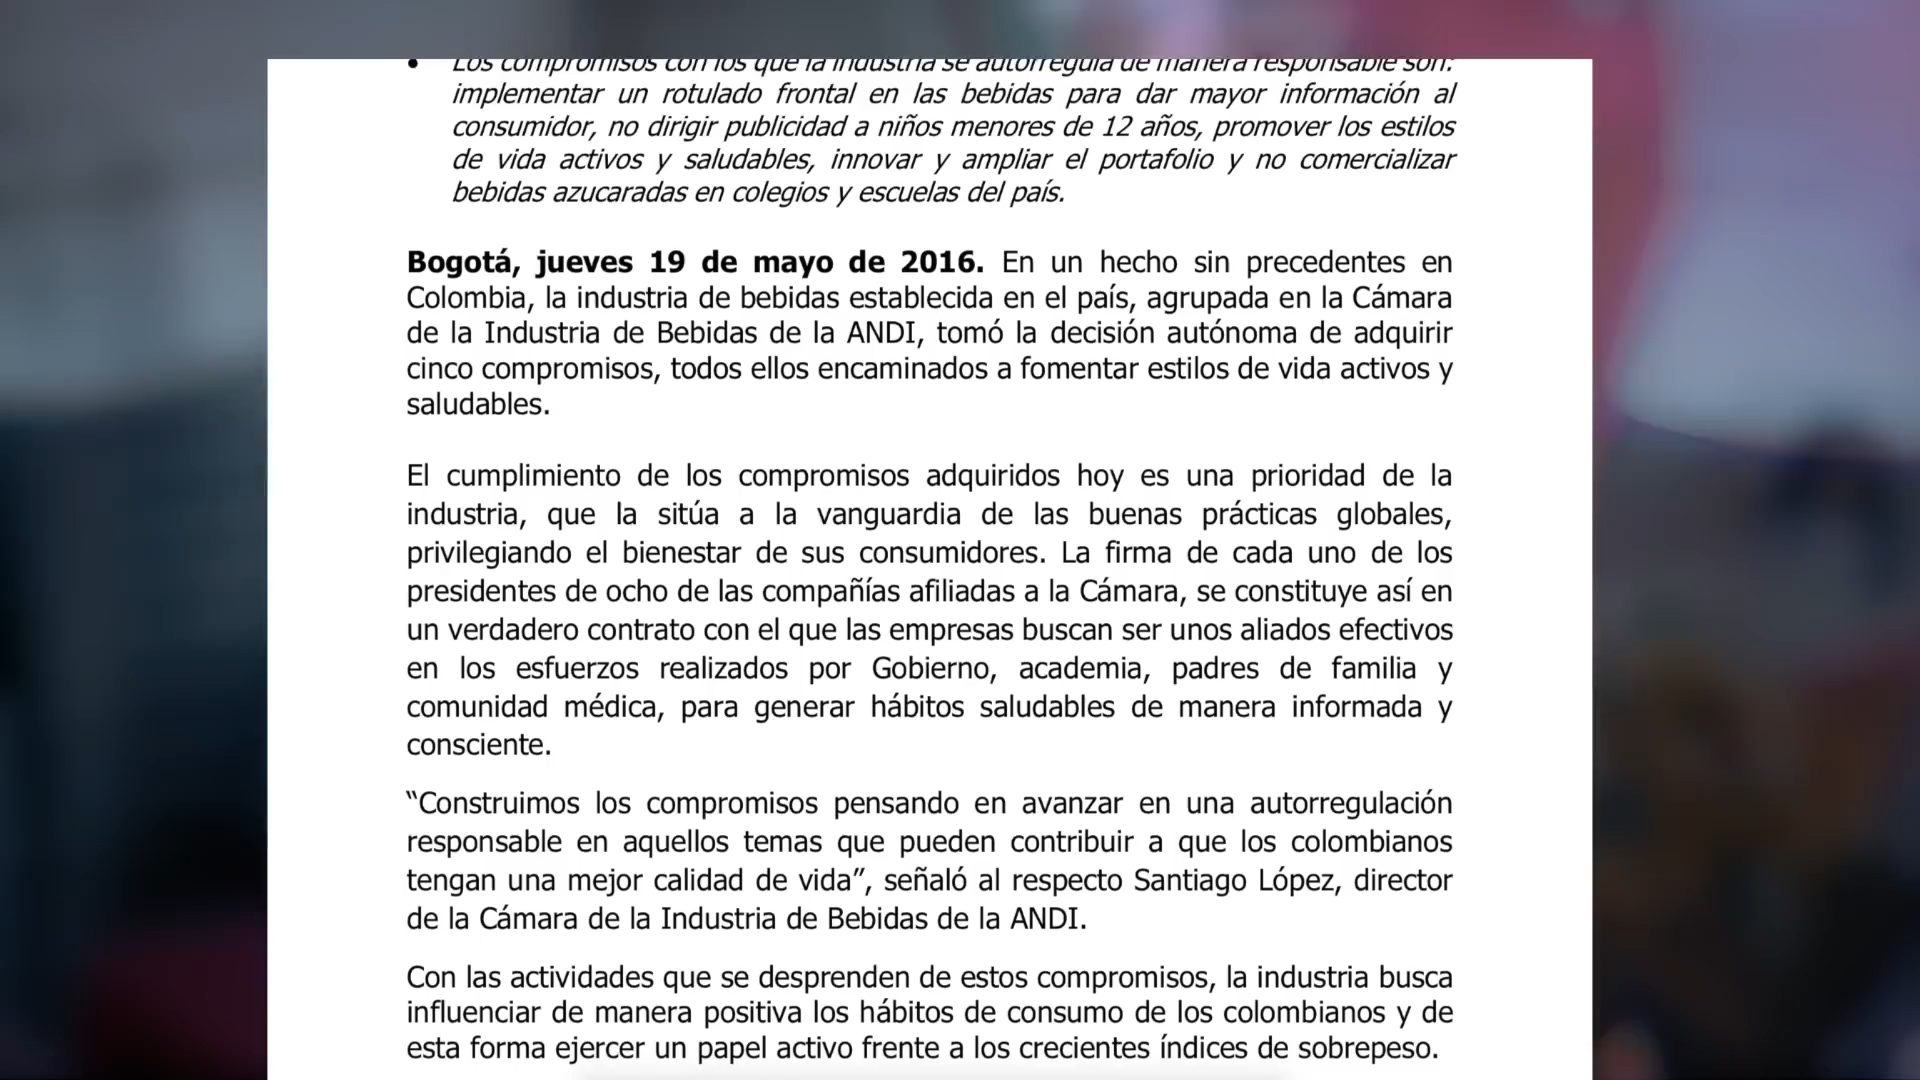 • Los compromisos con los que la industria se autorregula de manera responsable son:
implementar un rotulado frontal en las bebidas para dar mayor información al
consumidor, no dirigir publicidad a niños menores de 12 años, promover los estilos
de vida activos y saludables, innovar y ampliar el portafolio y no comercializar
bebidas azucaradas en colegios y escuelas del país.
Bogotá, jueves 19 de mayo de 2016. En un hecho sin precedentes en
Colombia, la industria de bebidas establecida en el país, agrupada en la Cámara
de la Industria de Bebidas de la ANDI, tomó la decisión autónoma de adquirir
cinco compromisos, todos ellos encaminados a fomentar estilos de vida activos y
saludables.
El cumplimiento de los compromisos adquiridos hoy es una prioridad de la
industria, que la sitúa a la vanguardia de las buenas prácticas globales,
privilegiando el bienestar de sus consumidores. La firma de cada uno de los
presidentes de ocho de las compañías afiliadas a la Cámara, se constituye así en
un verdadero contrato con el que las empresas buscan ser unos aliados efectivos
en los esfuerzos realizados por Gobierno, academia, padres de familia y
comunidad médica, para generar hábitos saludables de manera informada y
consciente.
“Construimos los compromisos pensando en avanzar en una autorregulación
responsable en aquellos temas que pueden contribuir a que los colombianos
tengan una mejor calidad de vida”, señaló al respecto Santiago López, director
de la Cámara de la Industria de Bebidas de la ANDI.
Con las actividades que se desprenden de estos compromisos, la industria busca
influenciar de manera positiva los hábitos de consumo de los colombianos y de
esta forma ejercer un papel activo frente a los crecientes índices de sobrepeso.